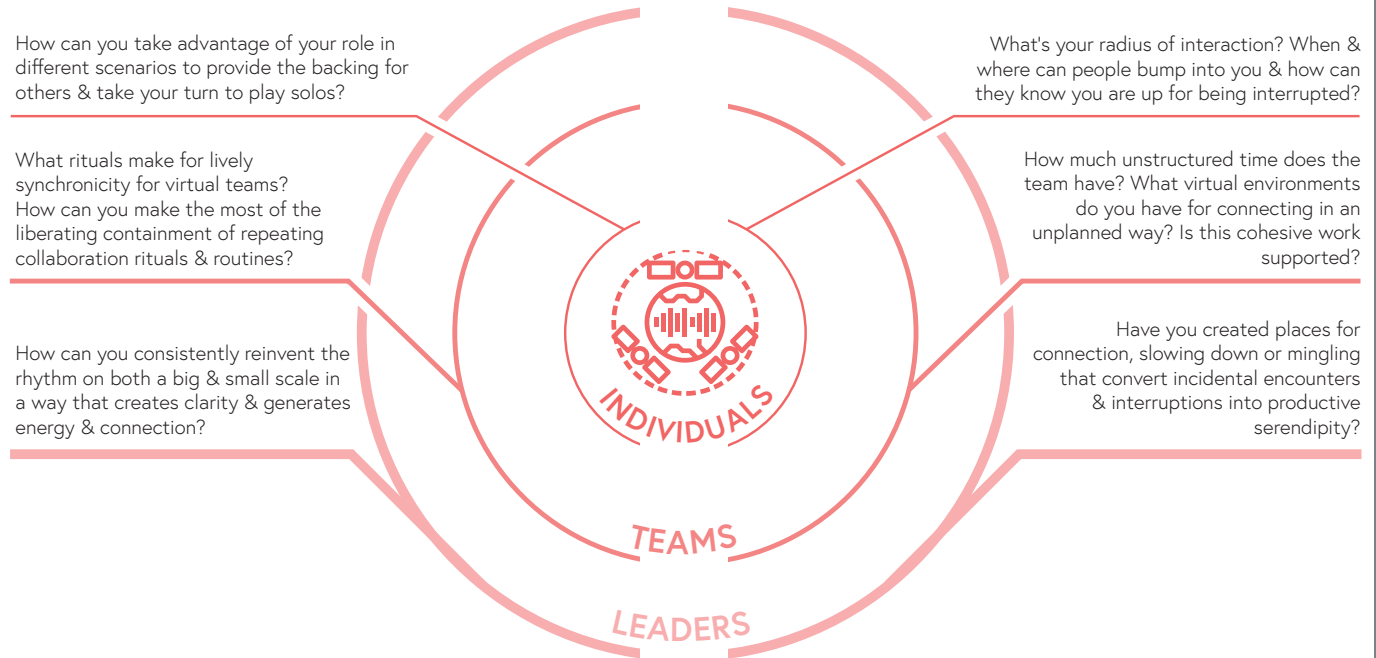 How can you take advantage of your role in
different scenarios to provide the backing for
others & take your turn to play solos?
What rituals make for lively
synchronicity for virtual teams?
How can you make the most of the
liberating containment of repeating
collaboration rituals & routines?
How can you consistently reinvent the
rhythm on both a big & small scale in
a way that creates clarity & generates
energy & connection?
What's your radius of interaction? When &
where can people bump into you & how can
they know you are up for being interrupted?
How much unstructured time does the
team have? What virtual environments
do you have for connecting in an
unplanned way? Is this cohesive work
supported?
Have you created places for
connection, slowing down or mingling
that convert incidental encounters
& interruptions into productive
serendipity?
INDIVIDUALS
TEAMS
LEADERS